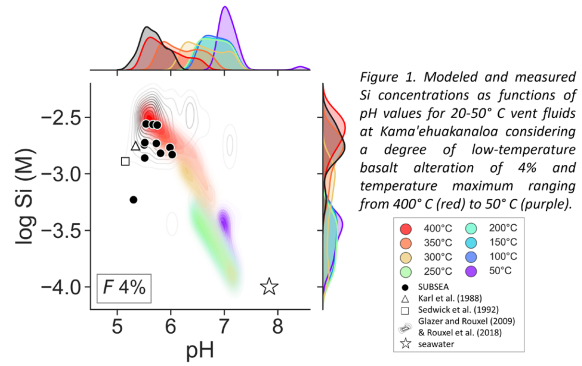 Figure 1. Modeled and measured
Si concentrations as functions of
pH values for 20-50° C vent fluids
at Kama'ehuakanaloa considering
a degree of low-temperature
basalt alteration of 4% and
temperature maximum ranging
from 400° C (red) to 50° C (purple).
log Si (M)
−2.5
−3.0
−3.5
−4.0
F 4%
5 6 7 8
pH
400°C 200°C
350°C 150°C
300°C 100°C
250°C 50°C
SUBSEA
Karl et al. (1988)
Sedwick et al. (1992)
Glazer and Rouxel (2009)
& Rouxel et al. (2018)
seawater